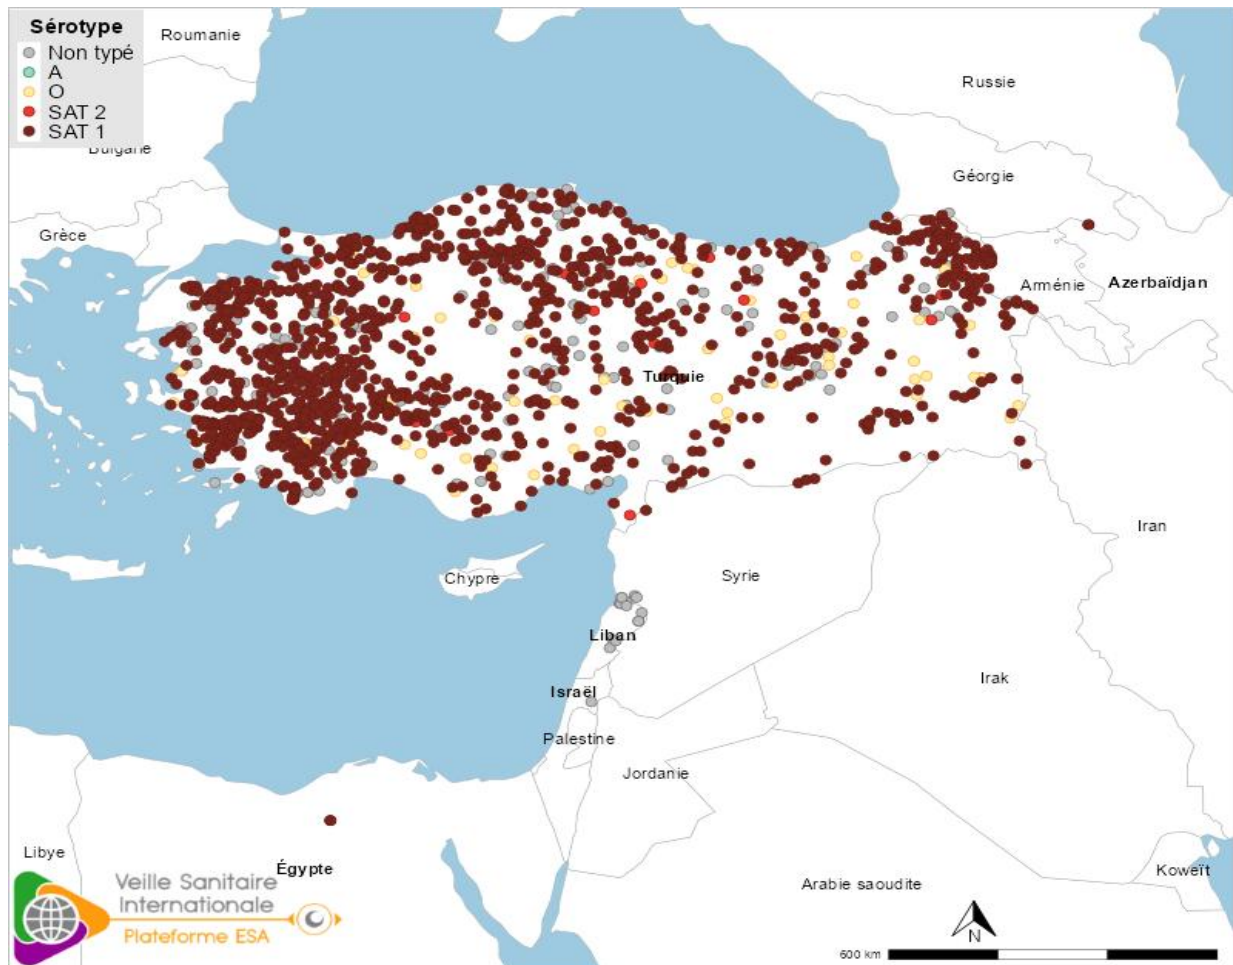 Sérotype
Non typé
A
O
SAT 2
SAT 1
Roumanie
Russie
Bulgarie
Géorgie
Grèce
Arménie
Azerbaïdjan
Turquie
Iran
Chypre
Syrie
Liban
Irak
Israël
Palestine
Jordanie
Libye
Égypte
Koweït
Arabie saoudite
Veille Sanitaire
Internationale
Plateforme ESA
N
600 km